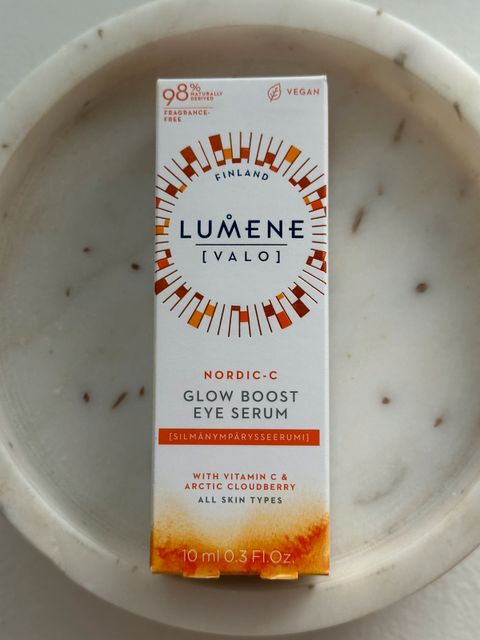 98% NATURALLY
DERIVED
FRAGRANCE-
FREE
VEGAN
FINLAND
LUMENE
[VALO]
NORDIC-C
GLOW BOOST
EYE SERUM
[SILMÄNYMPÄRYSSEERUMI]
WITH VITAMIN C &
ARCTIC CLOUDBERRY
ALL SKIN TYPES
10 ml 0.3 Fl.Oz.